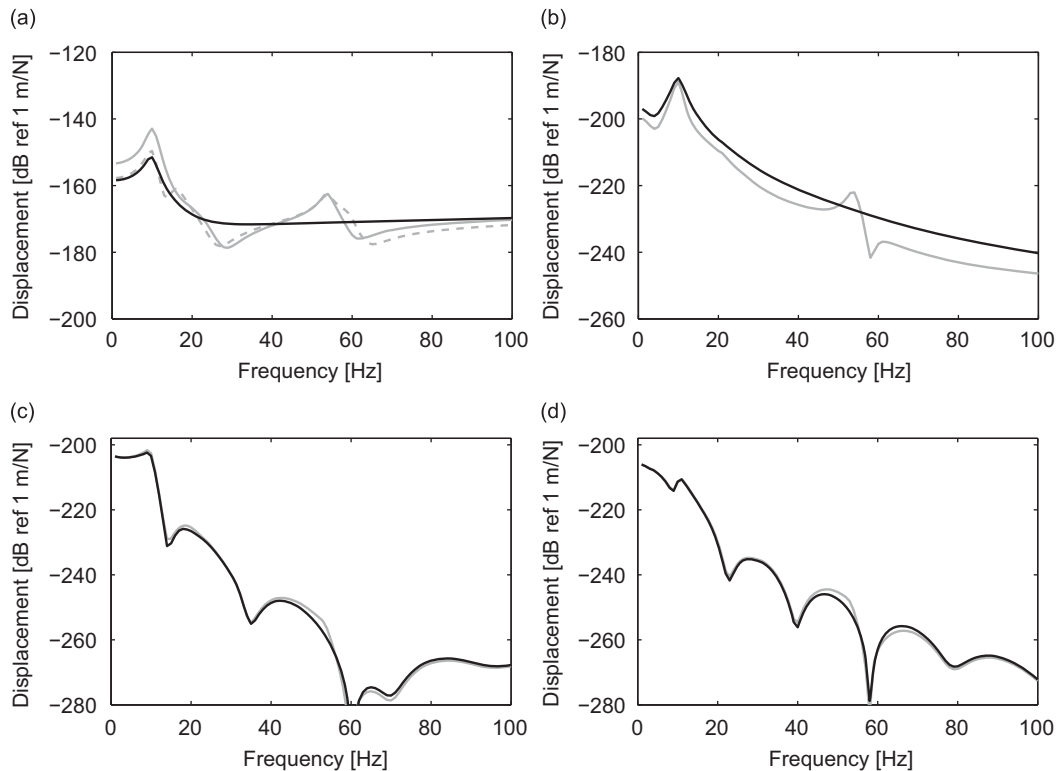 (a)
Displacement [dB ref 1 m/N]
−120
−140
−160
−180
−200
0 20 40 60 80 100
Frequency [Hz]
(b)
Displacement [dB ref 1 m/N]
−180
−200
−220
−240
−260
0 20 40 60 80 100
Frequency [Hz]
(c)
Displacement [dB ref 1 m/N]
−200
−220
−240
−260
−280
0 20 40 60 80 100
Frequency [Hz]
(d)
Displacement [dB ref 1 m/N]
−200
−220
−240
−260
−280
0 20 40 60 80 100
Frequency [Hz]